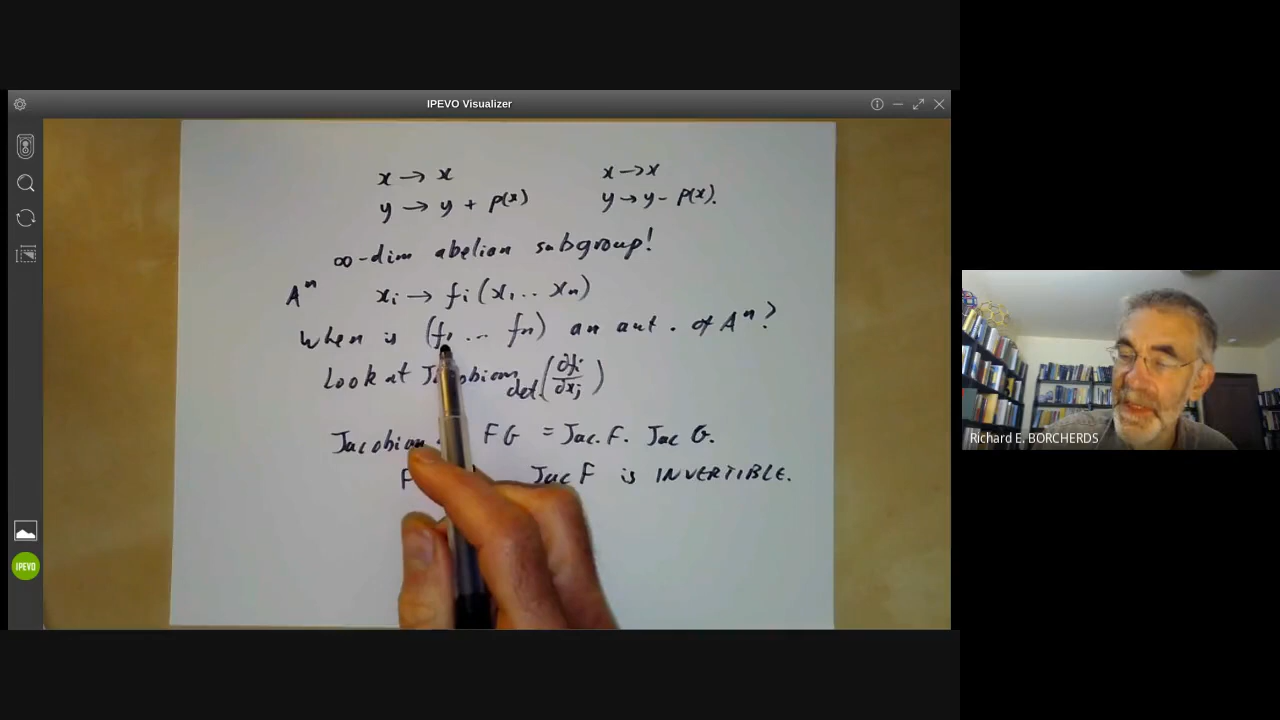 IPEVO Visualizer
x → x x → x
y → y + p(x) y → y - p(x).
∞-dim abelian subgroup!
Aⁿ xᵢ → fᵢ (x₁ .. xₙ)
When is (f₁ ... fₙ) an aut. of Aⁿ?
Look at Jacobian det. (∂fᵢ/∂xⱼ)
Jacobian FG = Jac. F. Jac G.
F Jac F is INVERTIBLE.
IPEVO
Richard E. BORCHERDS